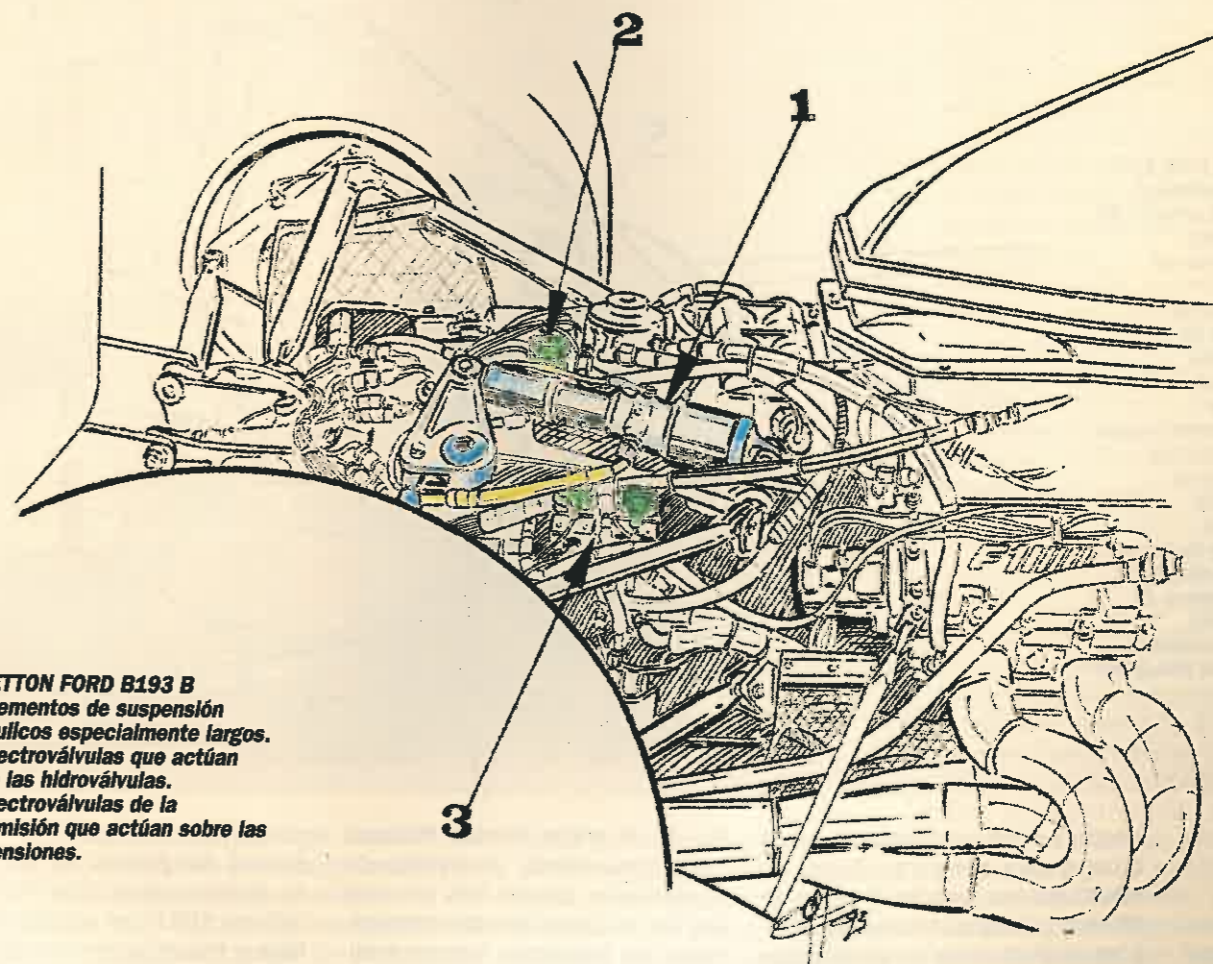 2
1
ETTON FORD B193 B
ementos de suspensión
ulicos especialmente largos.
ectroválvulas que actúan
las hidroválvulas.
ectroválvulas de la
misión que actúan sobre las
ensiones.
3